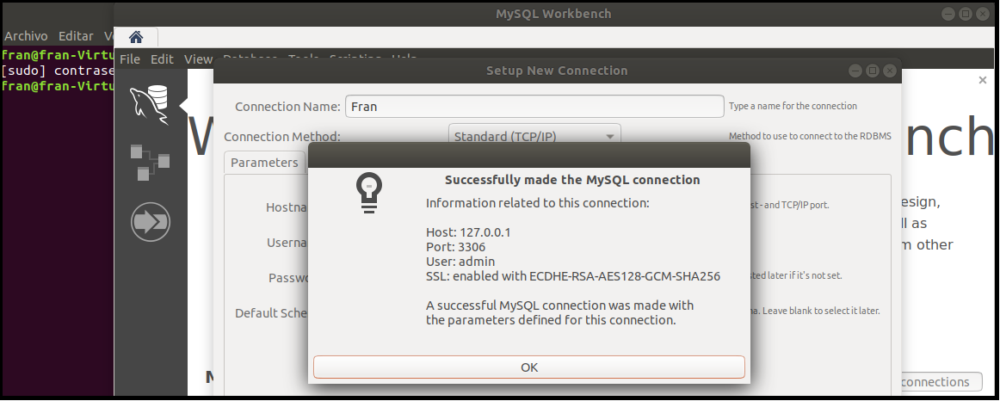 MySQL Workbench
Archivo Editar
fran@fran-Virtu
[sudo] contrase
fran@fran-Virtu
File Edit View Database Tools Scripting Help
Setup New Connection
Connection Name: Fran Type a name for the connection
Connection Method: Standard (TCP/IP) Method to use to connect to the RDBMS
Parameters
W
nch
Successfully made the MySQL connection
Information related to this connection:
Hostna
st - and TCP/IP port.
esign,
ll as
Host: 127.0.0.1
Userna
Port: 3306
m other
User: admin
Passwo
SSL: enabled with ECDHE-RSA-AES128-GCM-SHA256
sted later if it's not set.
A successful MySQL connection was made with
Default Sche
na. Leave blank to select it later.
the parameters defined for this connection.
OK
connections